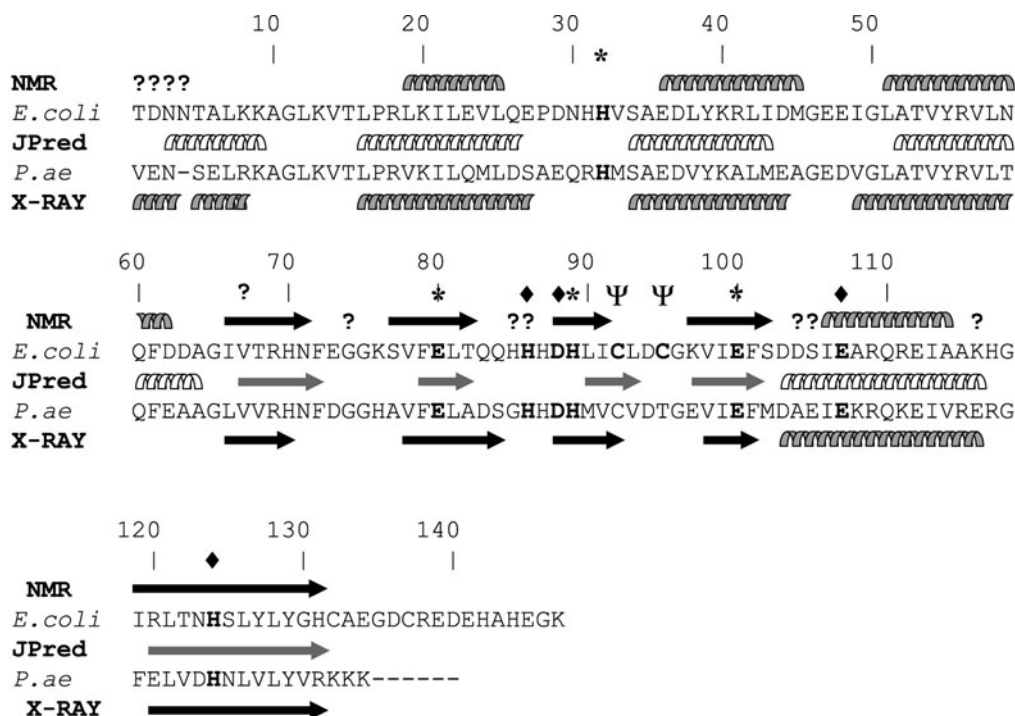 10 20 30 40 50
| | | * | |
NMR ????
E.coli TDNNTALKKAGLKVTLPRLKILEVLQEPDNHHVSAEDLYKRLIDMGEEIGLATVYRVLN
JPred
P.ae VEN-SELRKAGLKVTLPRVKILQMLDSAEQRHMSAEDVYKALMEAGEDVGLATVYRVLT
X-RAY
60 70 80 90 100 110
| ? | * ♦ ♦* | Ψ Ψ * ♦ |
NMR ? ?? ?? ?
E.coli QFDDAGIVTRHNFEGGKSVFELTQQHHHDHLICLDCGKVIEFSDDSIEARQREIAAKHG
JPred
P.ae QFEAAGLVVRHNFDGGHAVFELADSGHHDHMVCVDTGEVIEFMDAEIEKRQKEIVRERG
X-RAY
120 130 140
| ♦ | |
NMR
E.coli IRLTNHSLYLYGHCAEGDCREDEHAHEGK
JPred
P.ae FELVDHNLVLYVRKKK------
X-RAY